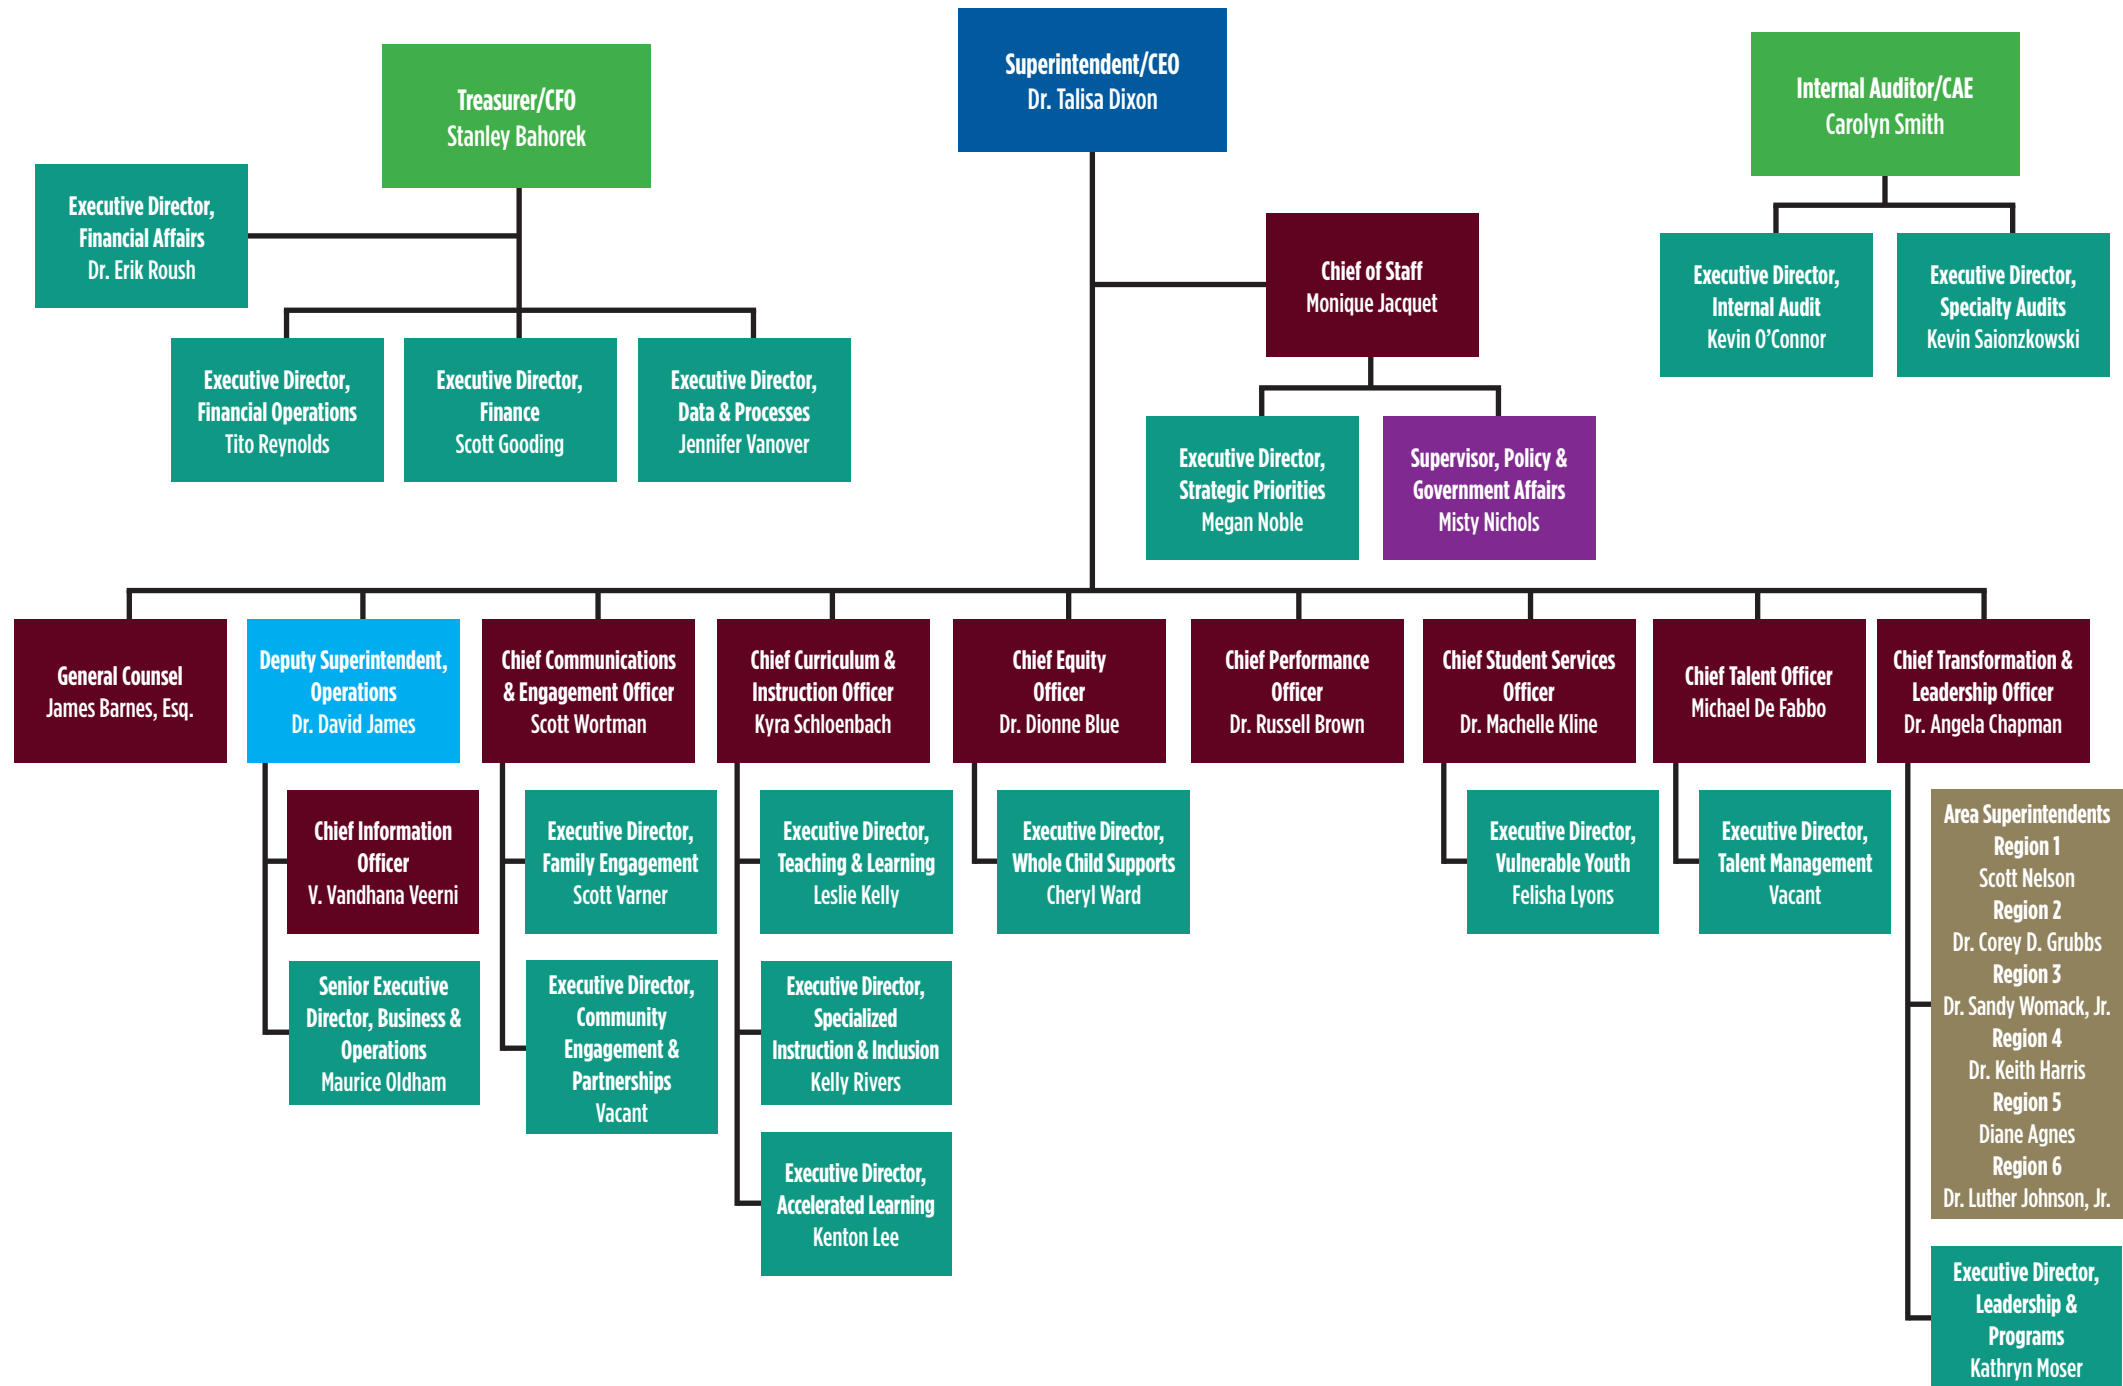 Treasurer/CFO
Stanley Bahorek
Superintendent/CEO
Dr. Talisa Dixon
Internal Auditor/CAE
Carolyn Smith
Executive Director,
Financial Affairs
Dr. Erik Roush
Chief of Staff
Monique Jacquet
Executive Director,
Internal Audit
Kevin O’Connor
Executive Director,
Specialty Audits
Kevin Saionzkowski
Executive Director,
Financial Operations
Tito Reynolds
Executive Director,
Finance
Scott Gooding
Executive Director,
Data & Processes
Jennifer Vanover
Executive Director,
Strategic Priorities
Megan Noble
Supervisor, Policy &
Government Affairs
Misty Nichols
General Counsel
James Barnes, Esq.
Deputy Superintendent,
Operations
Dr. David James
Chief Communications
& Engagement Officer
Scott Wortman
Chief Curriculum &
Instruction Officer
Kyra Schloenbach
Chief Equity
Officer
Dr. Dionne Blue
Chief Performance
Officer
Dr. Russell Brown
Chief Student Services
Officer
Dr. Machelle Kline
Chief Talent Officer
Michael De Fabbo
Chief Transformation &
Leadership Officer
Dr. Angela Chapman
Chief Information
Officer
V. Vandhana Veerni
Executive Director,
Family Engagement
Scott Varner
Executive Director,
Teaching & Learning
Leslie Kelly
Executive Director,
Whole Child Supports
Cheryl Ward
Executive Director,
Vulnerable Youth
Felisha Lyons
Executive Director,
Talent Management
Vacant
Area Superintendents
Region 1
Scott Nelson
Region 2
Dr. Corey D. Grubbs
Region 3
Dr. Sandy Womack, Jr.
Region 4
Dr. Keith Harris
Region 5
Diane Agnes
Region 6
Dr. Luther Johnson, Jr.
Senior Executive
Director, Business &
Operations
Maurice Oldham
Executive Director,
Community
Engagement &
Partnerships
Vacant
Executive Director,
Specialized
Instruction & Inclusion
Kelly Rivers
Executive Director,
Accelerated Learning
Kenton Lee
Executive Director,
Leadership &
Programs
Kathryn Moser